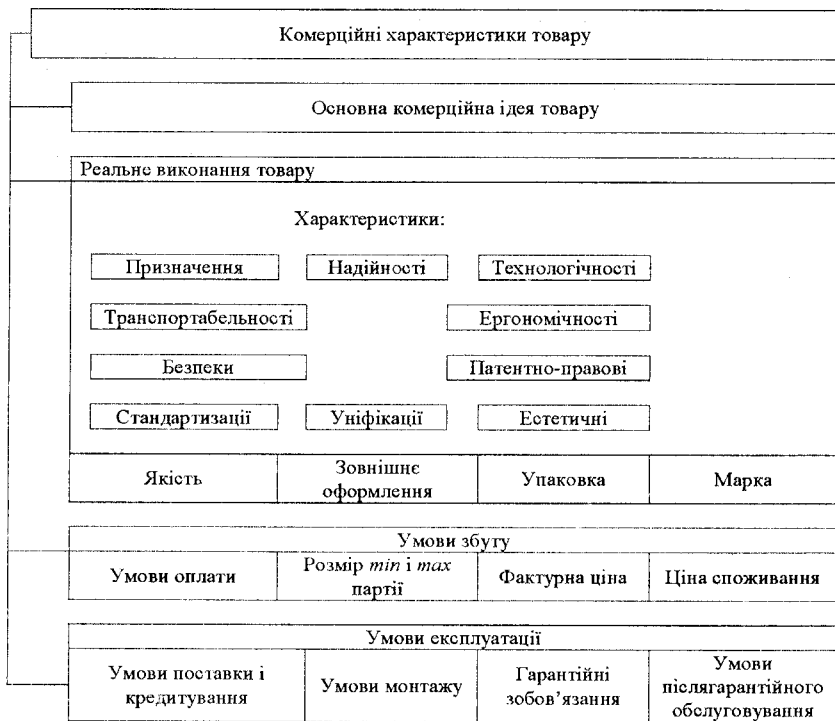 Комерційні характеристики товару
Основна комерційна ідея товару
Реальне виконання товару
Характеристики:
Призначення
Надійності
Технологічності
Транспортабельності
Ергономічності
Безпеки
Патентно-правові
Стандартизації
Уніфікації
Естетичні
Якість
Зовнішнє
оформлення
Упаковка
Марка
Умови збуту
Умови оплати
Розмір min і max
партії
Фактурна ціна
Ціна споживання
Умови експлуатації
Умови поставки і
кредитування
Умови монтажу
Гарантійні
зобов’язання
Умови
післягарантійного
обслуговування